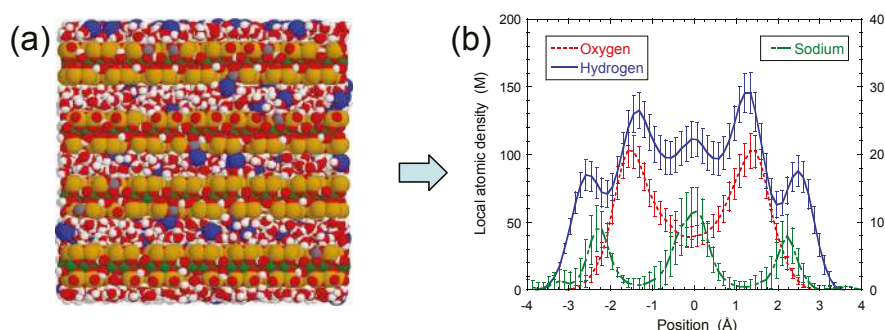 (a)
(b)
Oxygen
Hydrogen
Sodium
Local atomic density (M)
200
150
100
50
0
40
30
20
10
0
-4 -3 -2 -1 0 1 2 3 4
Position (Å)